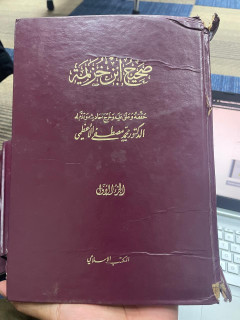 صحيح ابن خزيمة
حققه وعلق عليه وخرج أحاديثه وقدم له
الدكتور محمد مصطفى الأعظمي
الجزء الأول
المكتب الإسلامي